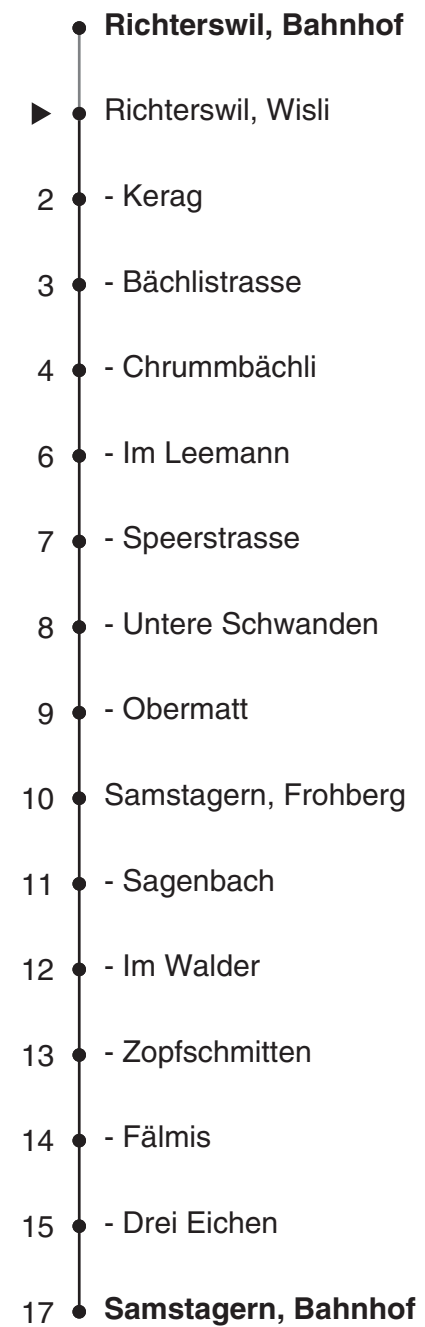 Richterswil, Bahnhof
Richterswil, Wisli
2 - Kerag
3 - Bächlistrasse
4 - Chrummbächli
6 - Im Leemann
7 - Speerstrasse
8 - Untere Schwanden
9 - Obermatt
10 Samstagern, Frohberg
11 - Sagenbach
12 - Im Walder
13 - Zopfschmitten
14 - Fälmis
15 - Drei Eichen
17 Samstagern, Bahnhof